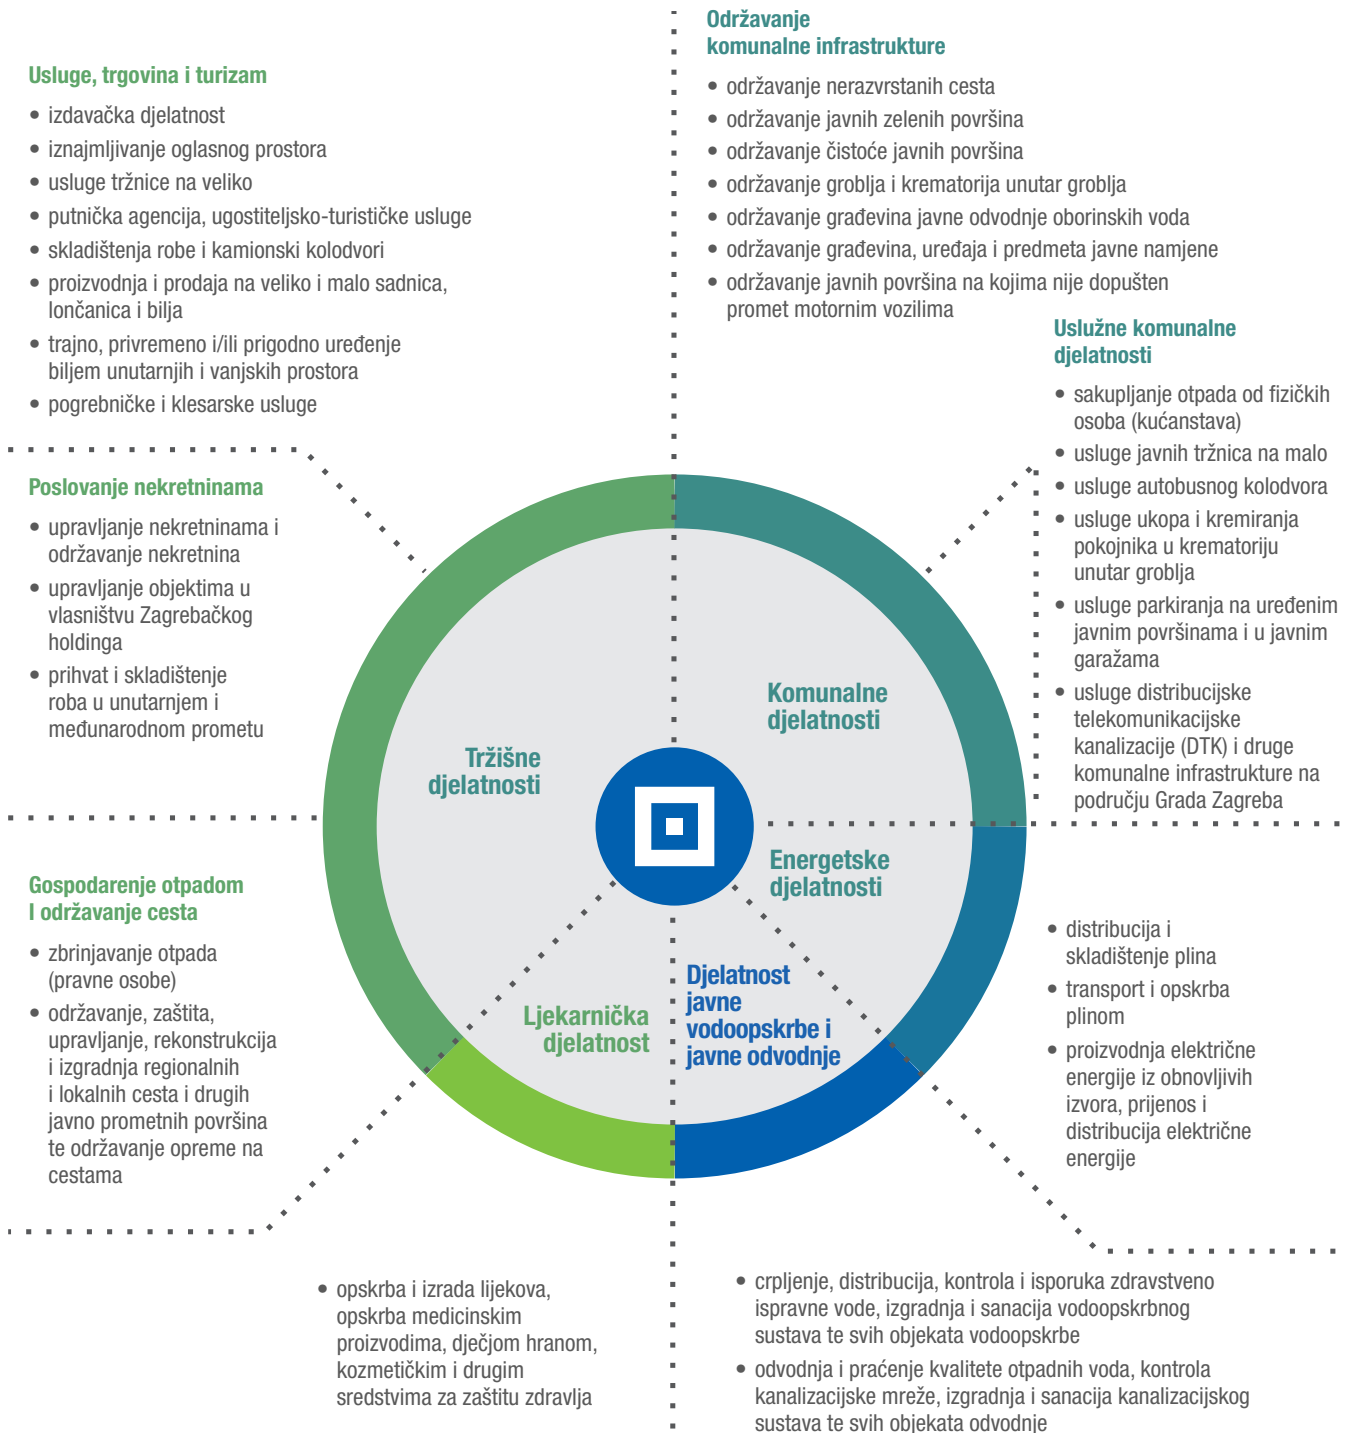 Usluge, trgovina i turizam
• izdavačka djelatnost
• iznajmljivanje oglasnog prostora
• usluge tržnice na veliko
• putnička agencija, ugostiteljsko-turističke usluge
• skladištenja robe i kamionski kolodvori
• proizvodnja i prodaja na veliko i malo sadnica,
lončanica i bilja
• trajno, privremeno i/ili prigodno uređenje
biljem unutarnjih i vanjskih prostora
• pogrebničke i klesarske usluge
Održavanje
komunalne infrastrukture
• održavanje nerazvrstanih cesta
• održavanje javnih zelenih površina
• održavanje čistoće javnih površina
• održavanje groblja i krematorija unutar groblja
• održavanje građevina javne odvodnje oborinskih voda
• održavanje građevina, uređaja i predmeta javne namjene
• održavanje javnih površina na kojima nije dopušten
promet motornim vozilima
Uslužne komunalne
djelatnosti
• sakupljanje otpada od fizičkih
osoba (kućanstava)
• usluge javnih tržnica na malo
• usluge autobusnog kolodvora
• usluge ukopa i kremiranja
pokojnika u krematoriju
unutar groblja
• usluge parkiranja na uređenim
javnim površinama i u javnim
garažama
• usluge distribucijske
telekomunikacijske
kanalizacije (DTK) i druge
komunalne infrastrukture na
području Grada Zagreba
Poslovanje nekretninama
• upravljanje nekretninama i
održavanje nekretnina
• upravljanje objektima u
vlasništvu Zagrebačkog
holdinga
• prihvat i skladištenje
roba u unutarnjem i
međunarodnom prometu
Tržišne
djelatnosti
Komunalne
djelatnosti
Energetske
djelatnosti
Djelatnost
javne
vodoopskrbe i
javne odvodnje
Ljekarnička
djelatnost
Gospodarenje otpadom
I održavanje cesta
• zbrinjavanje otpada
(pravne osobe)
• održavanje, zaštita,
upravljanje, rekonstrukcija
i izgradnja regionalnih
i lokalnih cesta i drugih
javno prometnih površina
te održavanje opreme na
cestama
• distribucija i
skladištenje plina
• transport i opskrba
plinom
• proizvodnja električne
energije iz obnovljivih
izvora, prijenos i
distribucija električne
energije
• opskrba i izrada lijekova,
opskrba medicinskim
proizvodima, dječjom hranom,
kozmetičkim i drugim
sredstvima za zaštitu zdravlja
• crpljenje, distribucija, kontrola i isporuka zdravstveno
ispravne vode, izgradnja i sanacija vodoopskrbnog
sustava te svih objekata vodoopskrbe
• odvodnja i praćenje kvalitete otpadnih voda, kontrola
kanalizacijske mreže, izgradnja i sanacija kanalizacijskog
sustava te svih objekata odvodnje